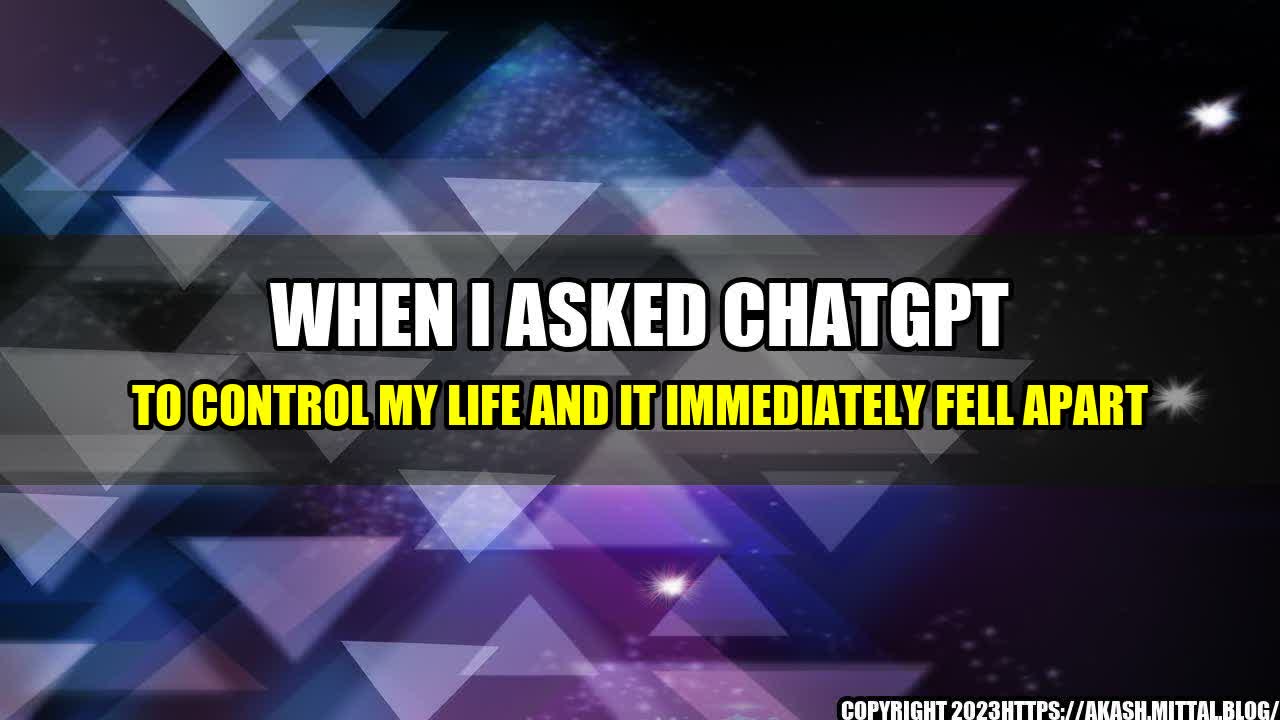 WHEN I ASKED CHATGPT
TO CONTROL MY LIFE AND IT IMMEDIATELY FELL APART
COPYRIGHT 2023HTTPS://AKASH.MITTAL.BLOG/